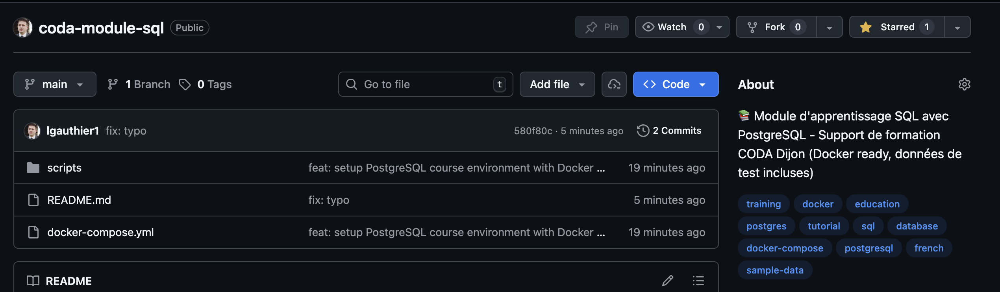 coda-module-sql Public Pin Watch 0 Fork 0 Starred 1
main 1 Branch 0 Tags Go to file t Add file Code
lgauthier1 fix: typo 580f80c · 5 minutes ago 2 Commits
scripts feat: setup PostgreSQL course environment with Docker ... 19 minutes ago
README.md fix: typo 5 minutes ago
docker-compose.yml feat: setup PostgreSQL course environment with Docker ... 19 minutes ago
README
About
📚 Module d'apprentissage SQL avec
PostgreSQL - Support de formation
CODA Dijon (Docker ready, données de
test incluses)
training docker education
postgres tutorial sql database
docker-compose postgresql french
sample-data